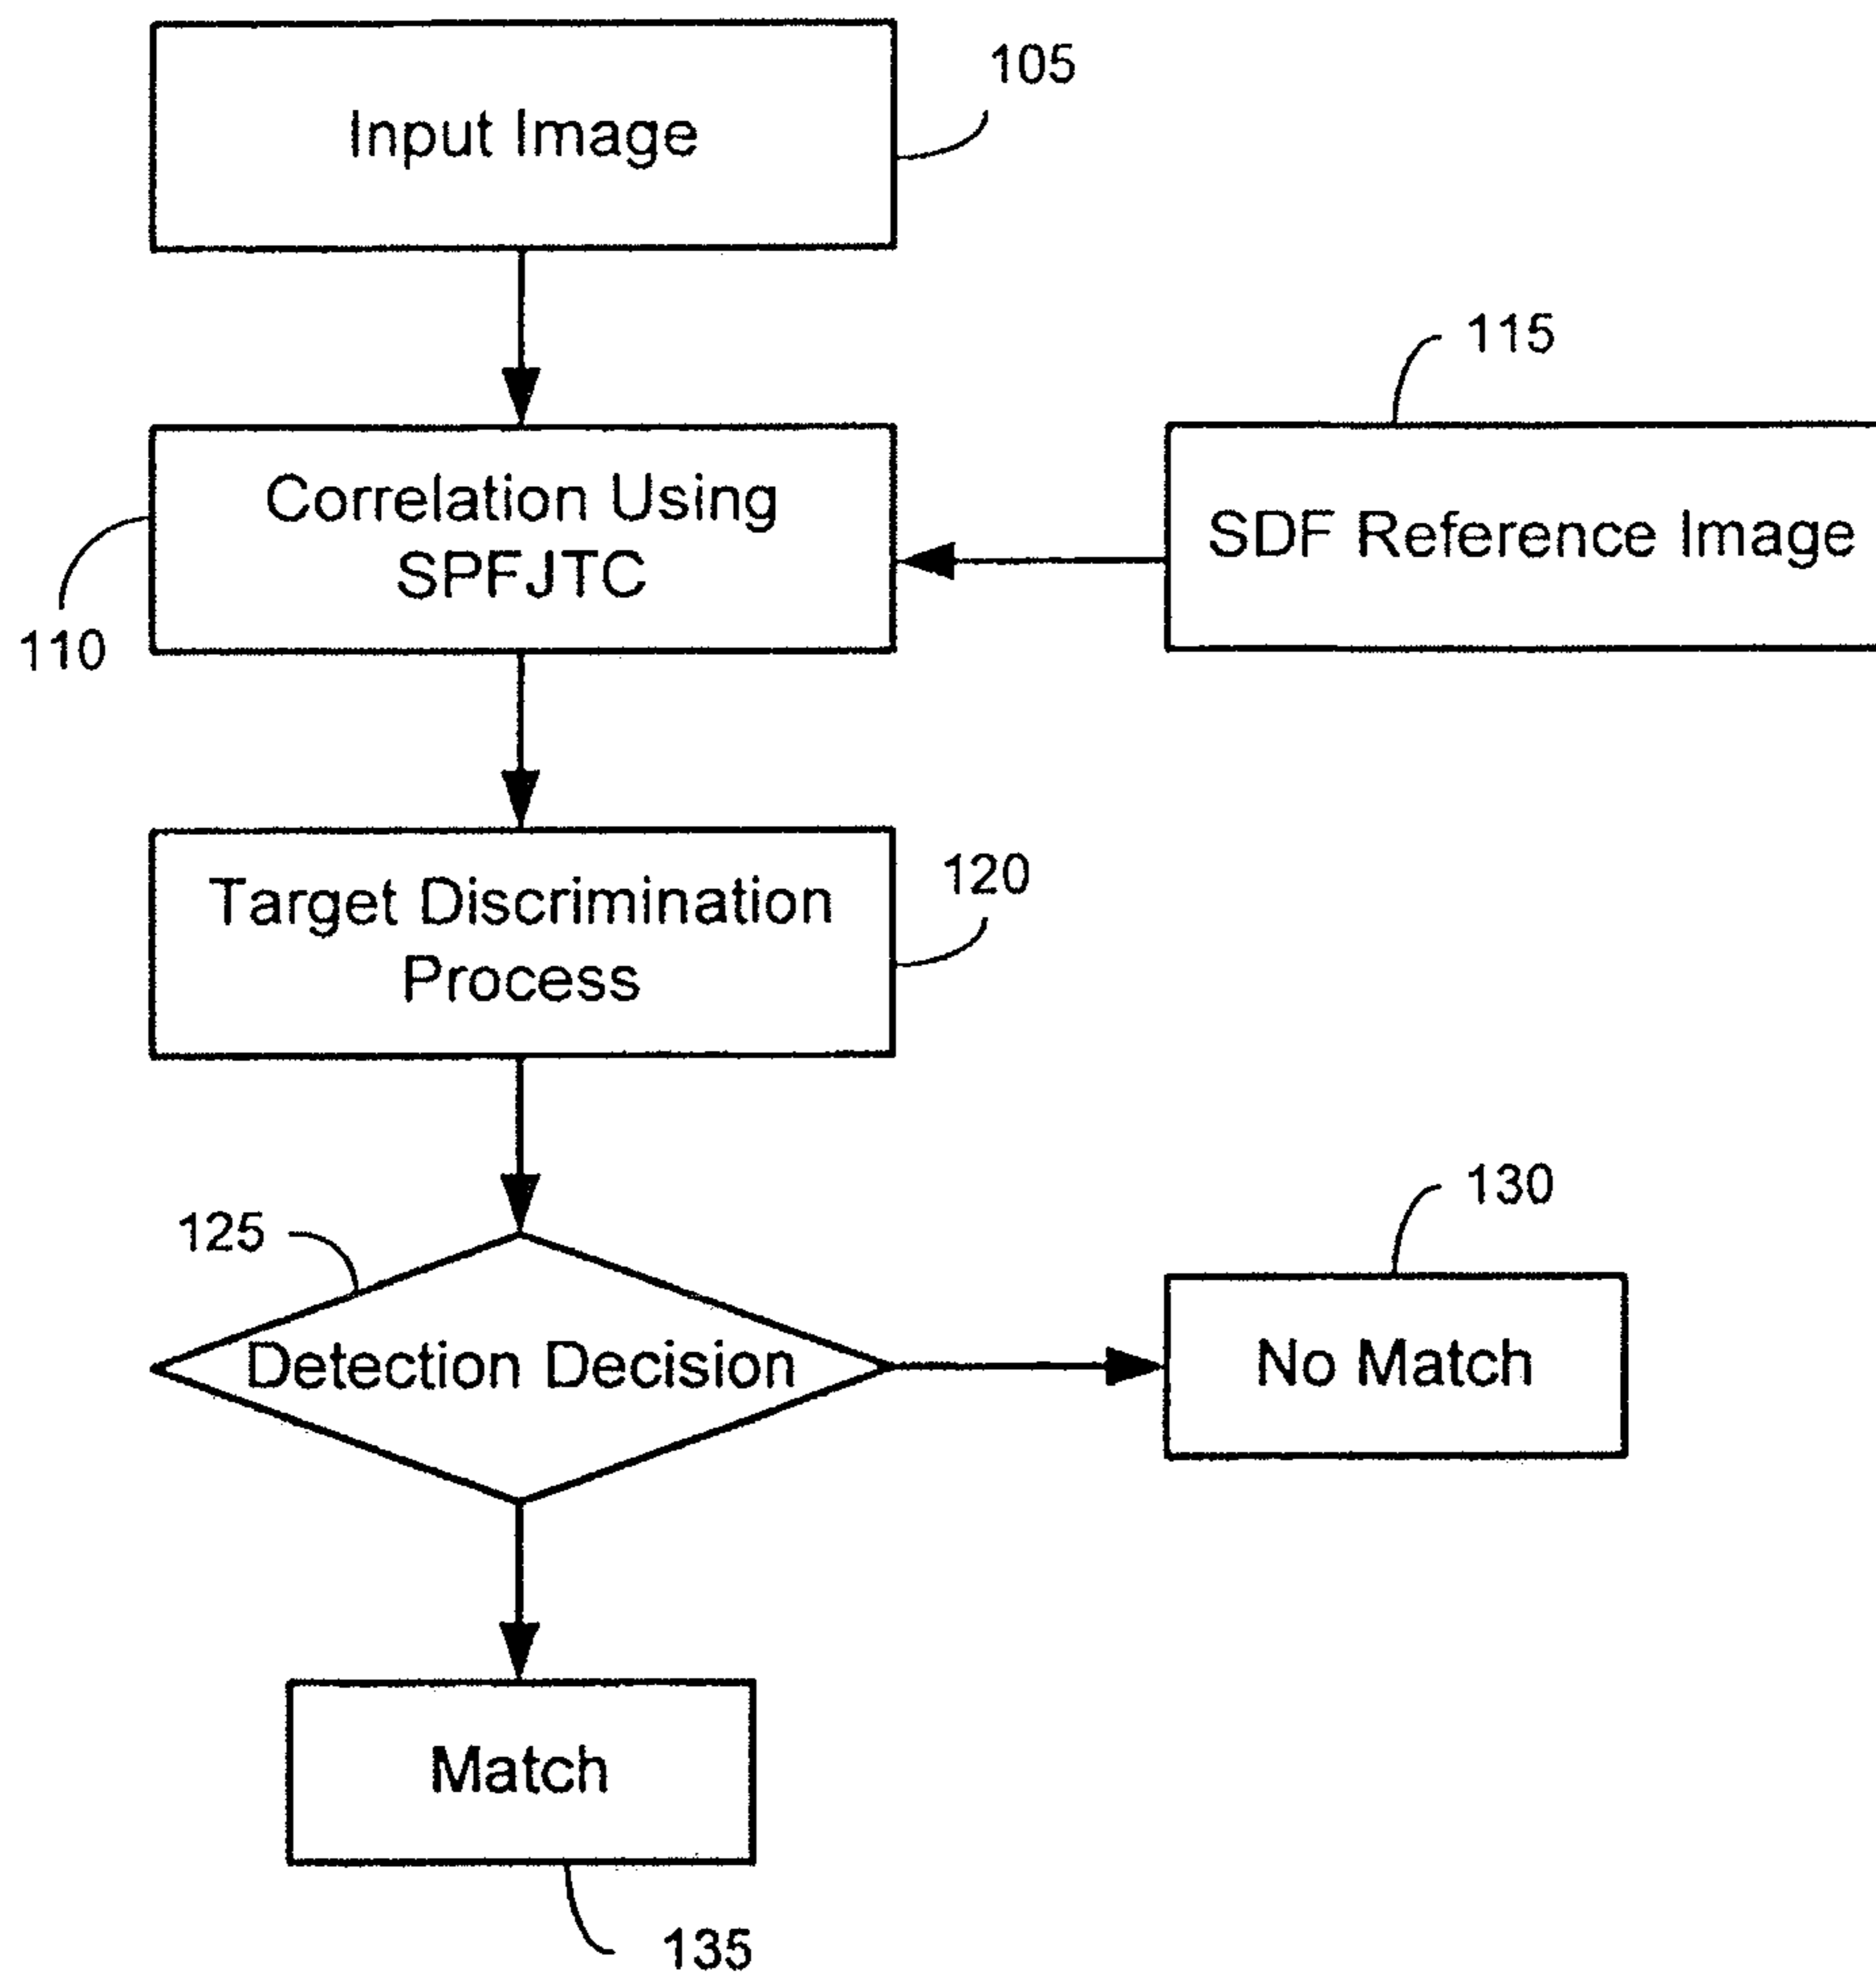 Input Image
105
115
Correlation Using
SPFJTC
SDF Reference Image
110
Target Discrimination
Process
120
125
130
Detection Decision
No Match
Match
135